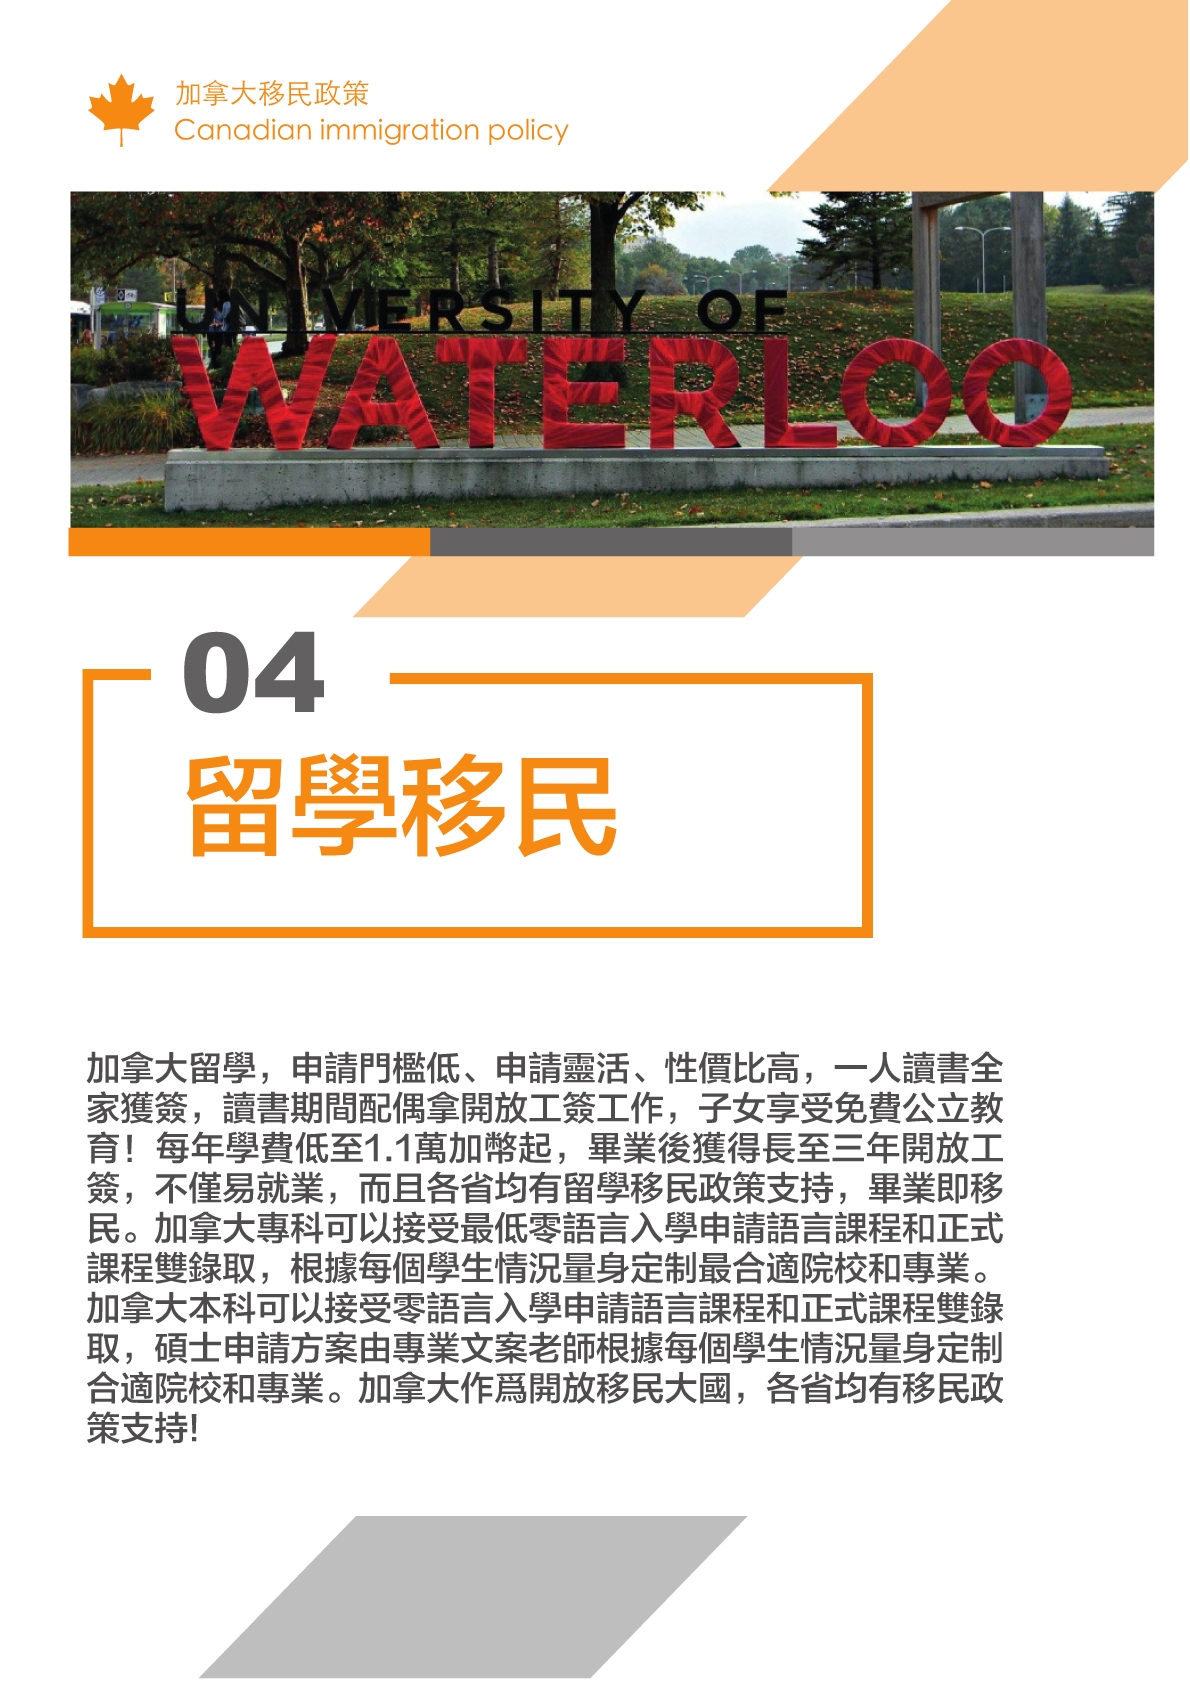 加拿大移民政策
Canadian immigration policy
UNIVERSITY OF
WATERLOO
04
留學移民
加拿大留學，申請門檻低、申請靈活、性價比高，一人讀書全
家獲簽，讀書期間配偶拿開放工簽工作，子女享受免費公立教
育！每年學費低至1.1萬加幣起，畢業後獲得長至三年開放工
簽，不僅易就業，而且各省均有留學移民政策支持，畢業即移
民。加拿大專科可以接受最低零語言入學申請語言課程和正式
課程雙錄取，根據每個學生情況量身定制最合適院校和專業。
加拿大本科可以接受零語言入學申請語言課程和正式課程雙錄
取，碩士申請方案由專業文案老師根據每個學生情況量身定制
合適院校和專業。加拿大作爲開放移民大國，各省均有移民政
策支持!